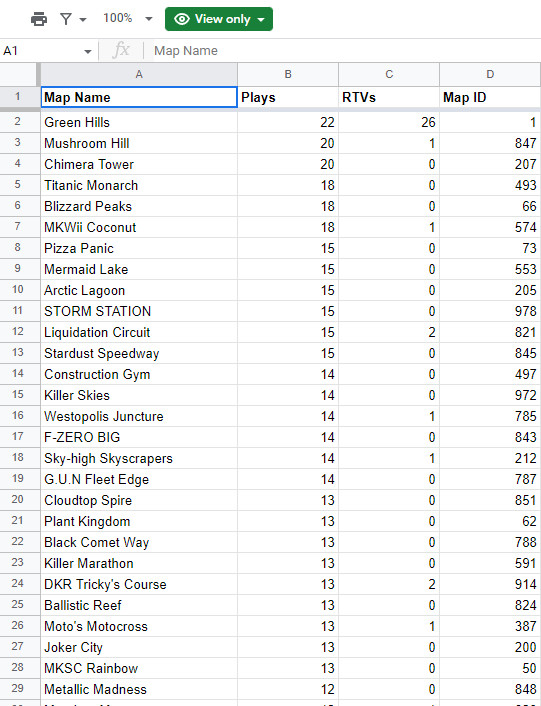 100% View only
A1 fx Map Name
A B C D
1 Map Name Plays RTVs Map ID
2 Green Hills 22 26 1
3 Mushroom Hill 20 1 847
4 Chimera Tower 20 0 207
5 Titanic Monarch 18 0 493
6 Blizzard Peaks 18 0 66
7 MKWii Coconut 18 1 574
8 Pizza Panic 15 0 73
9 Mermaid Lake 15 0 553
10 Arctic Lagoon 15 0 205
11 STORM STATION 15 0 978
12 Liquidation Circuit 15 2 821
13 Stardust Speedway 15 0 845
14 Construction Gym 14 0 497
15 Killer Skies 14 0 972
16 Westopolis Juncture 14 1 785
17 F-ZERO BIG 14 0 843
18 Sky-high Skyscrapers 14 1 212
19 G.U.N Fleet Edge 14 0 787
20 Cloudtop Spire 13 0 851
21 Plant Kingdom 13 0 62
22 Black Comet Way 13 0 788
23 Killer Marathon 13 0 591
24 DKR Tricky's Course 13 2 914
25 Ballistic Reef 13 0 824
26 Moto's Motocross 13 1 387
27 Joker City 13 0 200
28 MKSC Rainbow 13 0 50
29 Metallic Madness 12 0 848